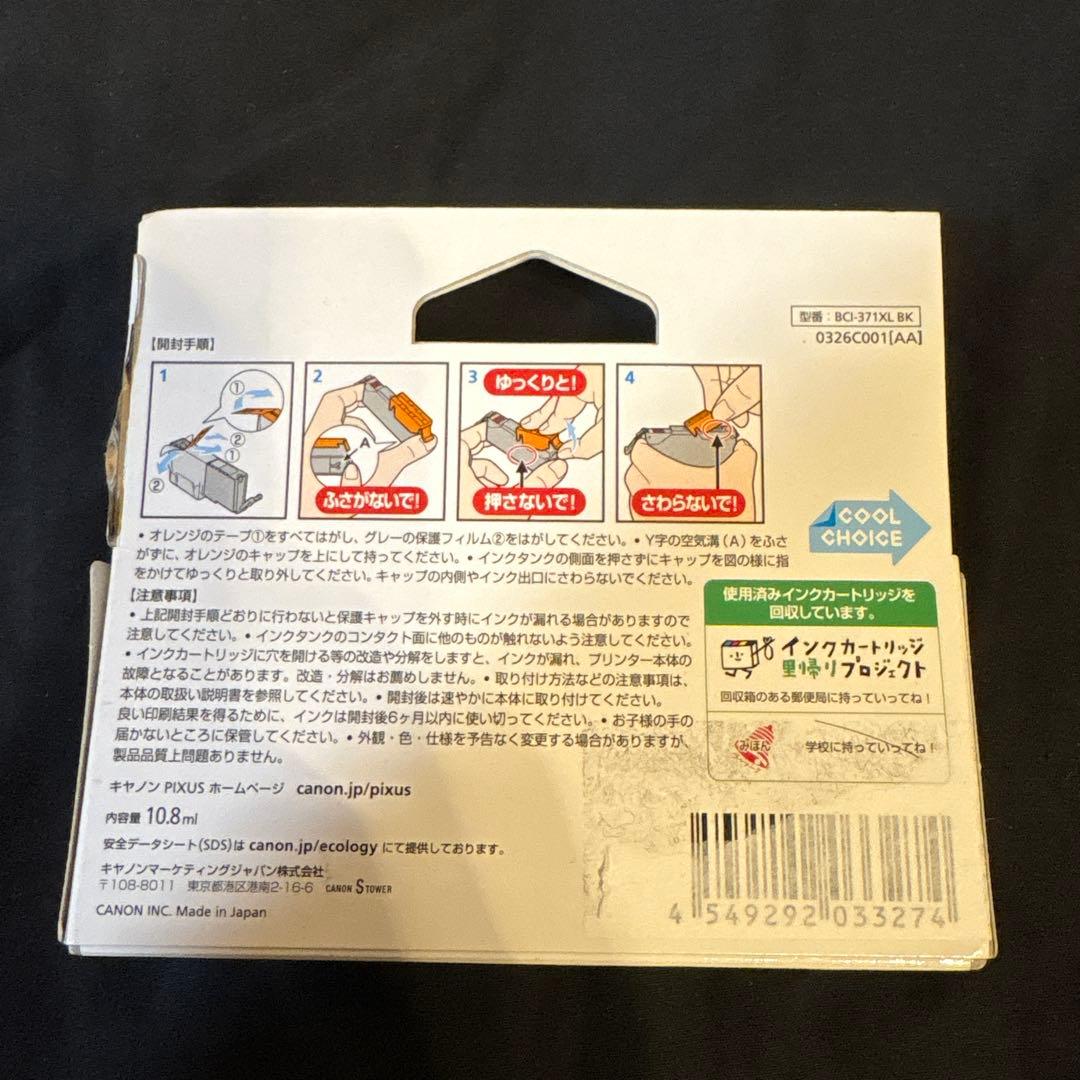 型番：BCI-371XL BK
0326C001[AA]
【開封手順】
1
①
②
①
②
2
A
ふさがないで！
3
ゆっくりと！
押さないで！
4
さわらないで！
COOL
CHOICE
• オレンジのテープ①をすべてはがし、グレーの保護フィルム②をはがしてください。• Y字の空気溝（A）をふさ
がずに、オレンジのキャップを上にして持ってください。• インクタンクの側面を押さずにキャップを図の様に指
をかけてゆっくりと取り外してください。キャップの内側やインク出口にさわらないでください。
【注意事項】
• 上記開封手順どおりに行わないと保護キャップを外す時にインクが漏れる場合がありますので
注意してください。• インクタンクのコンタクト面に他のものが触れないよう注意してください。
• インクカートリッジに穴を開ける等の改造や分解をしますと、インクが漏れ、プリンター本体の
故障となることがあります。改造・分解はお薦めしません。• 取り付け方法などの注意事項は、
本体の取扱い説明書を参照してください。• 開封後は速やかに本体に取り付けてください。
良い印刷結果を得るために、インクは開封後6ヶ月以内に使い切ってください。• お子様の手の
届かないところに保管してください。• 外観・色・仕様を予告なく変更する場合がありますが、
製品品質上問題ありません。
使用済みインクカートリッジを
回収しています。
インクカートリッジ
里帰りプロジェクト
回収箱のある郵便局に持っていってね！
みほん
学校に持っていってね！
キヤノン PIXUS ホームページ canon.jp/pixus
内容量 10.8ml
安全データシート(SDS)は canon.jp/ecology にて提供しております。
キヤノンマーケティングジャパン株式会社
〒108-8011 東京都港区港南2-16-6 CANON S TOWER
CANON INC. Made in Japan
4 549292 033274